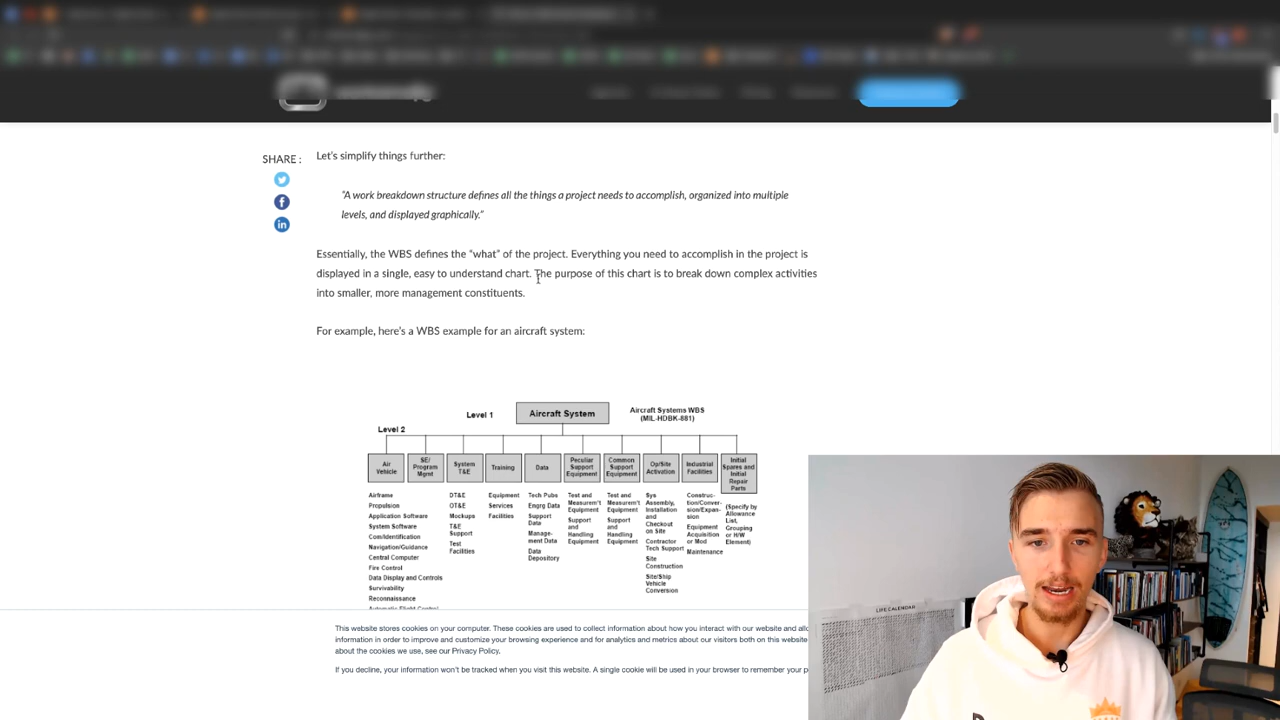 SHARE :
Let's simplify things further:
"A work breakdown structure defines all the things a project needs to accomplish, organized into multiple
levels, and displayed graphically."
Essentially, the WBS defines the "what" of the project. Everything you need to accomplish in the project is
displayed in a single, easy to understand chart. The purpose of this chart is to break down complex activities
into smaller, more management constituents.
For example, here's a WBS example for an aircraft system:
Level 1
Aircraft System
Aircraft Systems WBS
(MIL-HDBK-881)
Level 2
Air
Vehicle
Airframe
Propulsion
Application Software
System Software
Com/Identification
Navigation/Guidance
Central Computer
Fire Control
Data Display and Controls
Survivability
Reconnaissance
Automatic Flight Control
SE/
Program
Mgmt
System
T&E
DT&E
OT&E
Mockups
T&E
Support
Test
Facilities
Training
Equipment
Services
Facilities
Data
Tech Pubs
Engrg Data
Support
Data
Manage-
ment Data
Data
Depository
Peculiar
Support
Equipment
Test and
Measurem't
Equipment
Support
and
Handling
Equipment
Common
Support
Equipment
Test and
Measurem't
Equipment
Support
and
Handling
Equipment
Op/Site
Activation
Sys
Assembly,
Installation
and
Checkout
on Site
Contractor
Tech Support
Site
Construction
Site/Ship
Vehicle
Conversion
Industrial
Facilities
Construc-
tion/Conver-
sion/Expan-
sion
Equipment
Acquisition
or Mod
Maintenance
Initial
Spares and
Initial
Repair
Parts
(Specify by
Allowance
List,
Grouping
or H/W
Element)
This website stores cookies on your computer. These cookies are used to collect information about how you interact with our website and
information in order to improve and customize your browsing experience and for analytics and metrics about our visitors both on this website
about the cookies we use, see our Privacy Policy.
If you decline, your information won't be tracked when you visit this website. A single cookie will be used in your browser to remember your
LIFE CALENDAR